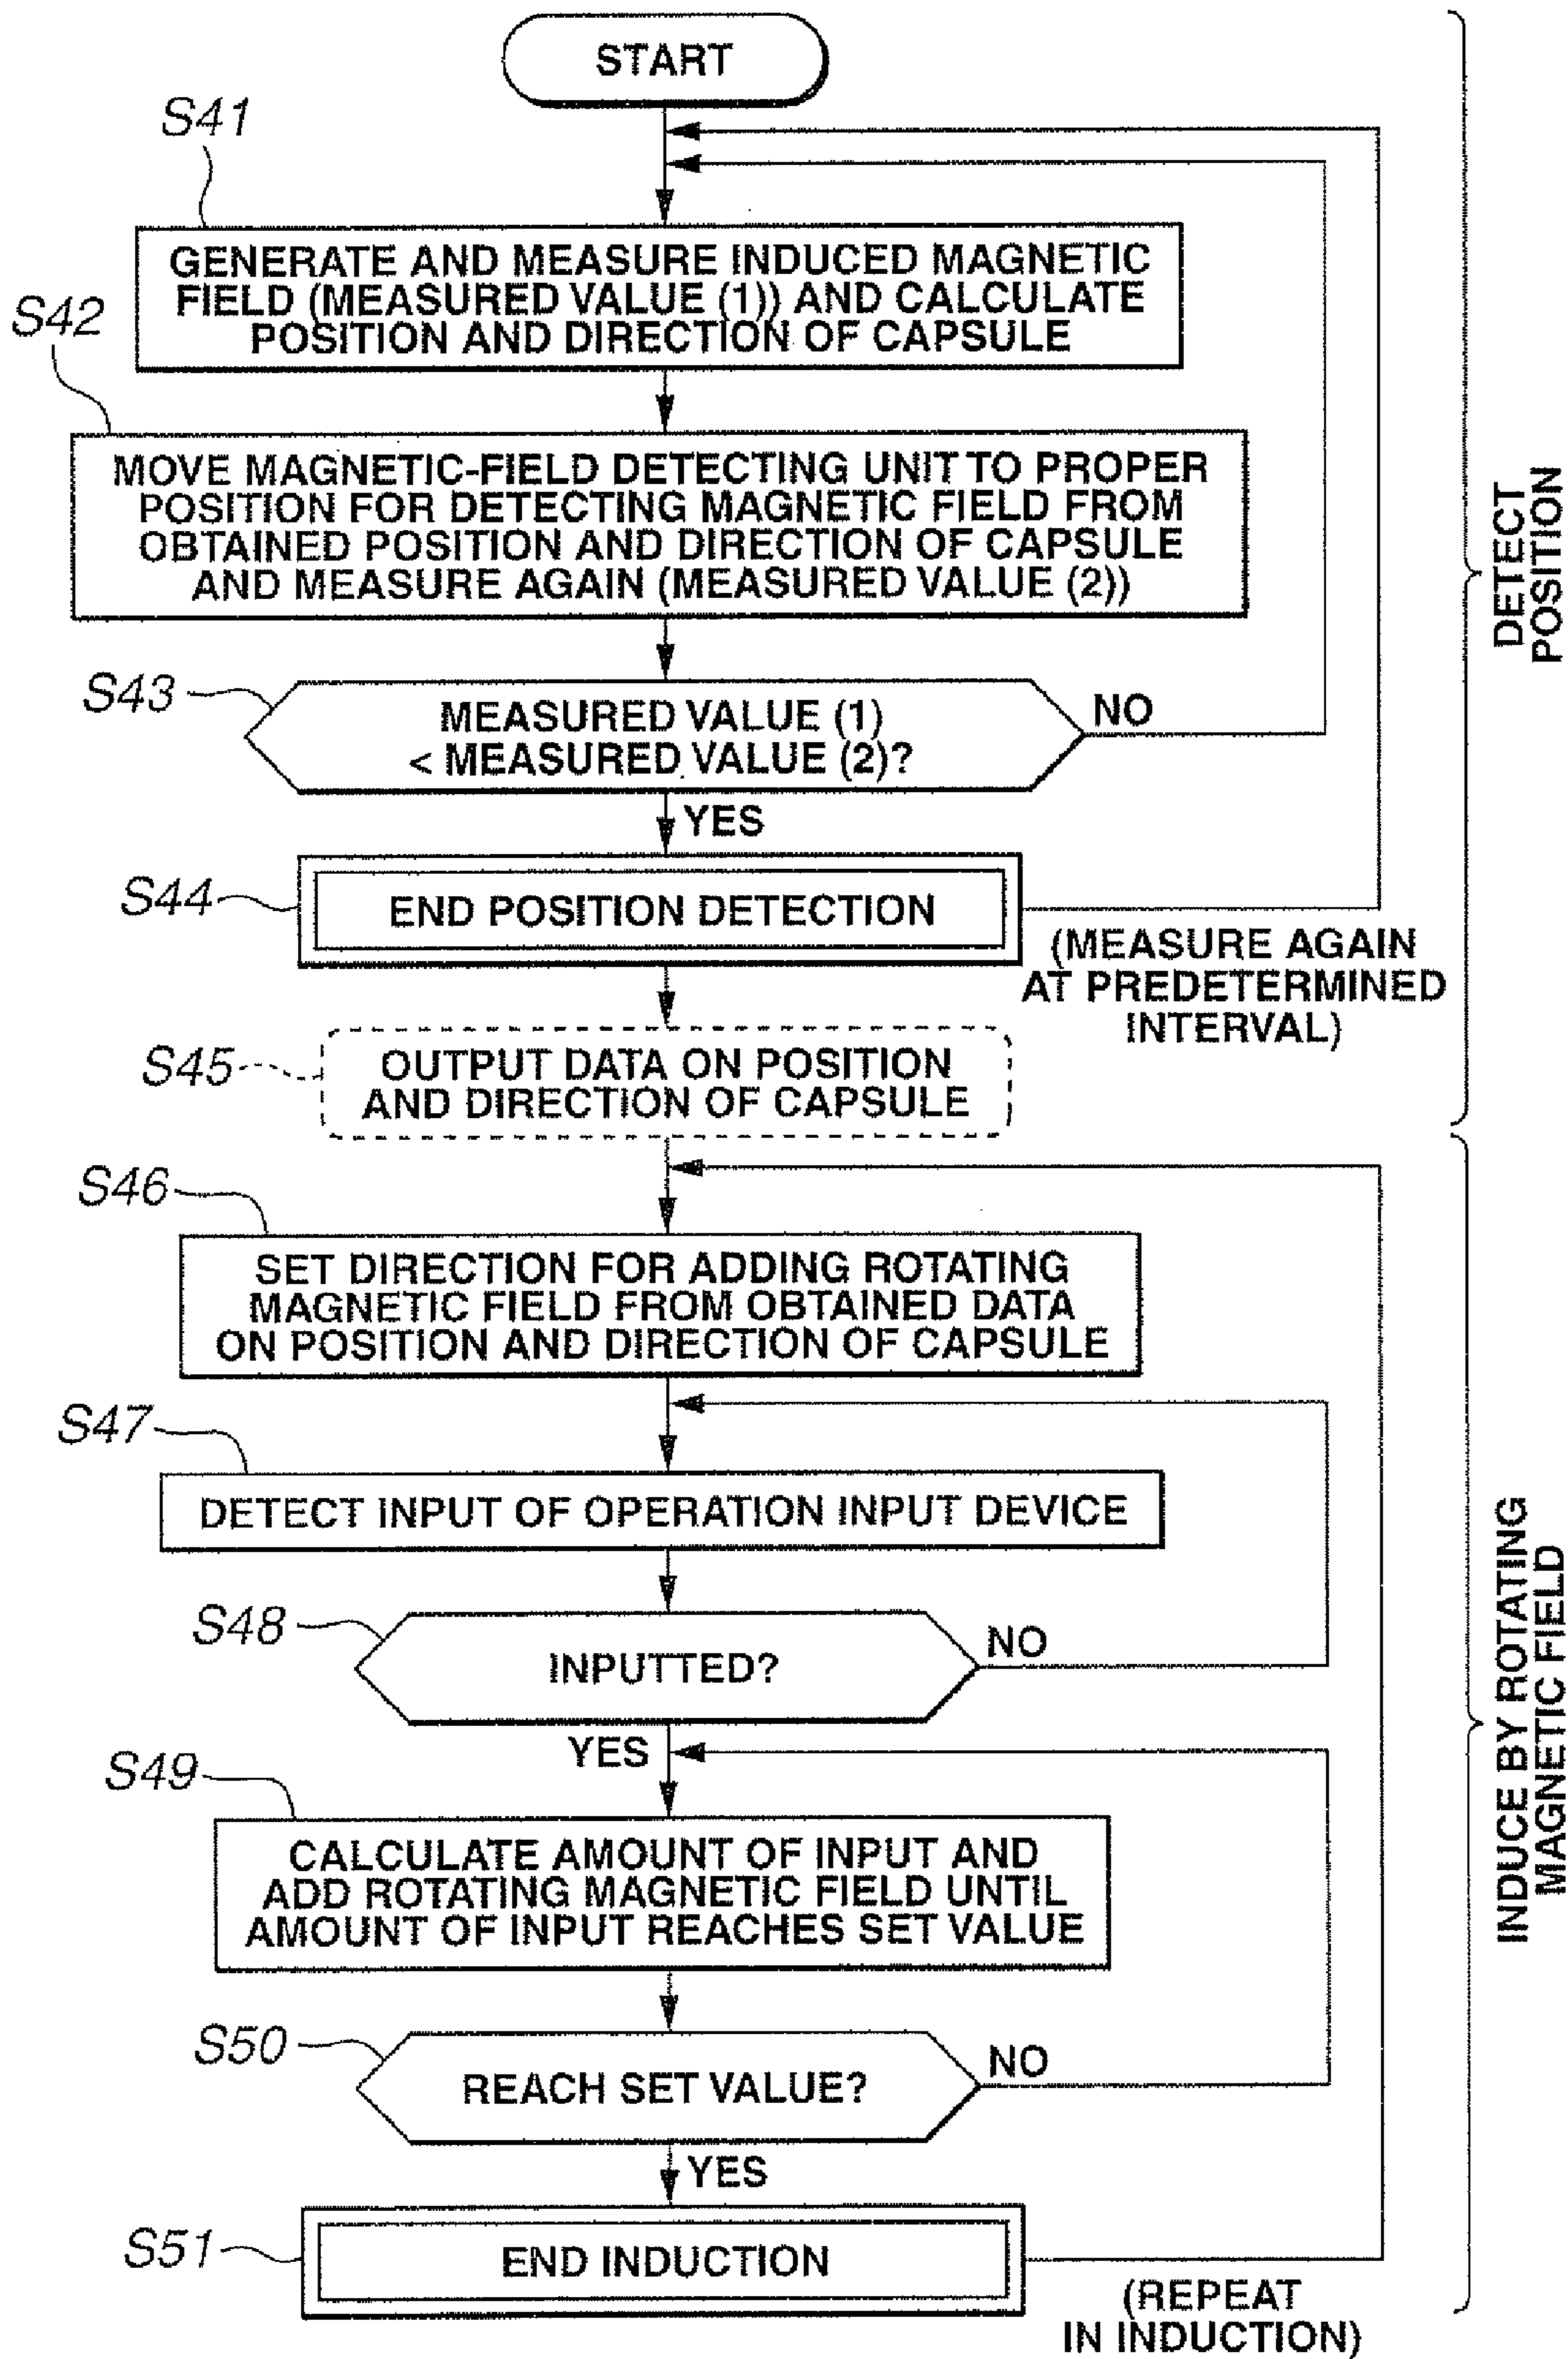 START
S41
GENERATE AND MEASURE INDUCED MAGNETIC
FIELD (MEASURED VALUE (1)) AND CALCULATE
POSITION AND DIRECTION OF CAPSULE
S42
MOVE MAGNETIC-FIELD DETECTING UNIT TO PROPER
POSITION FOR DETECTING MAGNETIC FIELD FROM
OBTAINED POSITION AND DIRECTION OF CAPSULE
AND MEASURE AGAIN (MEASURED VALUE (2))
S43
MEASURED VALUE (1)
< MEASURED VALUE (2)?
NO
YES
S44
END POSITION DETECTION
(MEASURE AGAIN
AT PREDETERMINED
INTERVAL)
S45
OUTPUT DATA ON POSITION
AND DIRECTION OF CAPSULE
DETECT
POSITION
S46
SET DIRECTION FOR ADDING ROTATING
MAGNETIC FIELD FROM OBTAINED DATA
ON POSITION AND DIRECTION OF CAPSULE
S47
DETECT INPUT OF OPERATION INPUT DEVICE
S48
INPUTTED?
NO
YES
S49
CALCULATE AMOUNT OF INPUT AND
ADD ROTATING MAGNETIC FIELD UNTIL
AMOUNT OF INPUT REACHES SET VALUE
S50
REACH SET VALUE?
NO
YES
S51
END INDUCTION
(REPEAT
IN INDUCTION)
INDUCE BY ROTATING
MAGNETIC FIELD